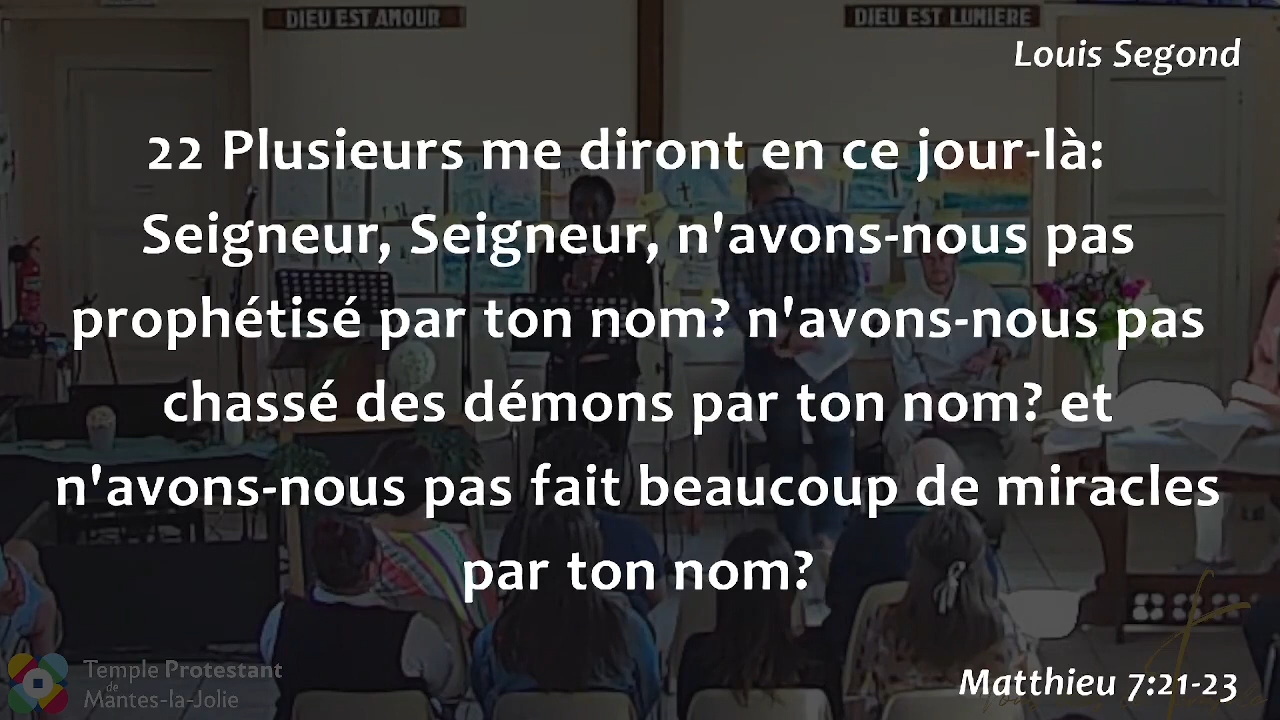 DIEU EST AMOUR
DIEU EST LUMIERE
Louis Segond
22 Plusieurs me diront en ce jour-là:
Seigneur, Seigneur, n'avons-nous pas
prophétisé par ton nom? n'avons-nous pas
chassé des démons par ton nom? et
n'avons-nous pas fait beaucoup de miracles
par ton nom?
Temple Protestant
de
Mantes-la-Jolie
Matthieu 7:21-23